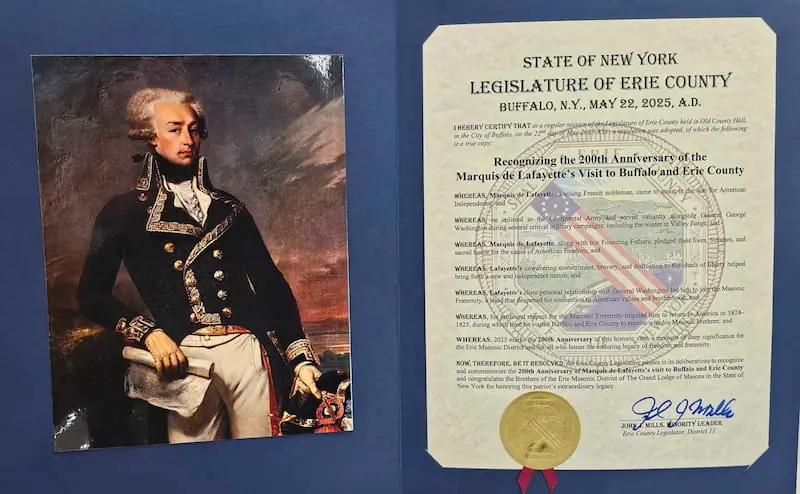 STATE OF NEW YORK
LEGISLATURE OF ERIE COUNTY
BUFFALO, N.Y., MAY 22, 2025, A.D.
I HEREBY CERTIFY THAT at a regular session of the Legislature of Erie County held in Old County Hall,
in the City of Buffalo, on the 22nd day of May 2025 A.D., a resolution was adopted, of which the following
is a true copy:
Recognizing the 200th Anniversary of the
Marquis de Lafayette's Visit to Buffalo and Erie County
WHEREAS, Marquis de Lafayette, a young French nobleman, came to assist in the war for American
Independence; and
WHEREAS, he enlisted in the Continental Army and served valiantly alongside General George
Washington during several critical military campaigns, including the winter at Valley Forge; and
WHEREAS, Marquis de Lafayette, along with our Founding Fathers, pledged their lives, fortunes, and
sacred honor for the cause of American freedom; and
WHEREAS, Lafayette's unwavering commitment, bravery, and dedication to the ideals of liberty helped
bring forth a new and independent nation; and
WHEREAS, Lafayette's close personal relationship with General Washington led him to join the Masonic
Fraternity, a bond that deepened his connection to American values and brotherhood; and
WHEREAS, his profound respect for the Masonic Fraternity inspired him to return to America in 1824-
1825, during which time he visited Buffalo and Erie County to reunite with his Masonic brethren; and
WHEREAS, 2025 marks the 200th Anniversary of this historic visit, a moment of deep significance for
the Erie Masonic District and for all who honor the enduring legacy of freedom and fraternity.
NOW, THEREFORE, BE IT RESOLVED, the Erie County Legislature pauses in its deliberations to recognize
and commemorate the 200th Anniversary of Marquis de Lafayette's visit to Buffalo and Erie County
and congratulates the Brothers of the Erie Masonic District of The Grand Lodge of Masons in the State of
New York for honoring this patriot's extraordinary legacy.
John J. Mills
JOHN J. MILLS, MINORITY LEADER
Erie County Legislator, District 11